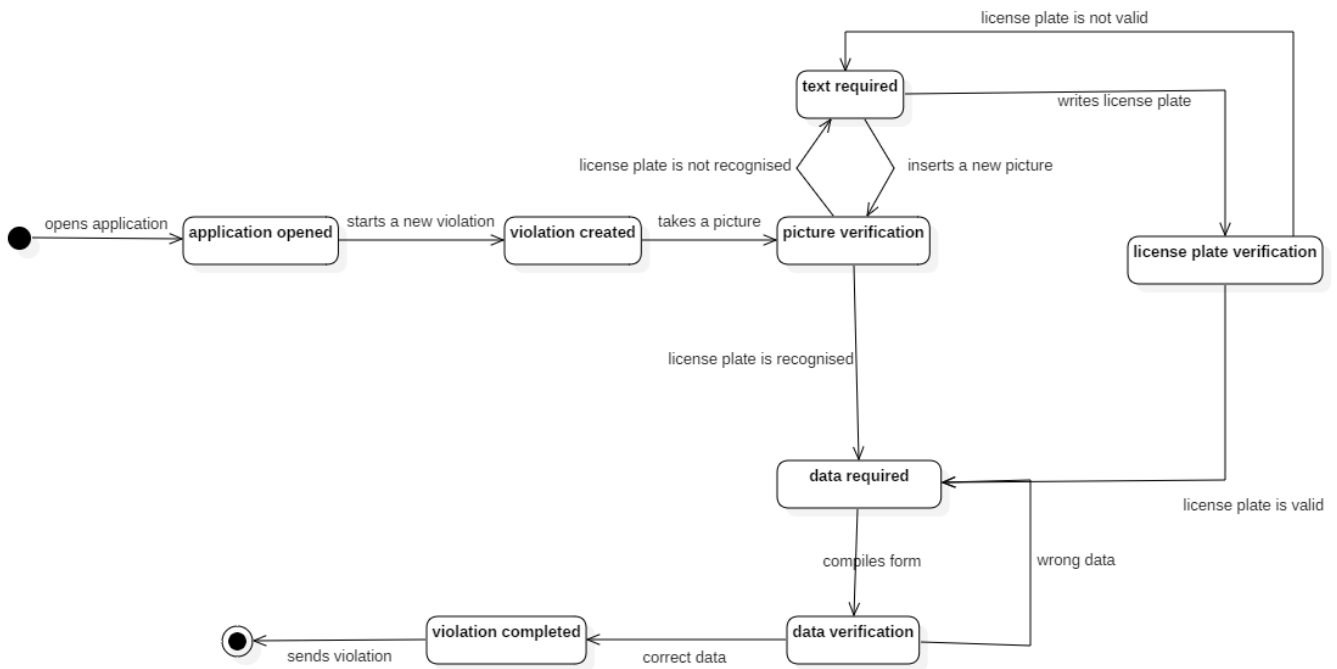 license plate is not valid
text required
writes license plate
license plate is not recognised
inserts a new picture
opens application
application opened
starts a new violation
violation created
takes a picture
picture verification
license plate verification
license plate is recognised
data required
license plate is valid
compiles form
wrong data
data verification
correct data
violation completed
sends violation